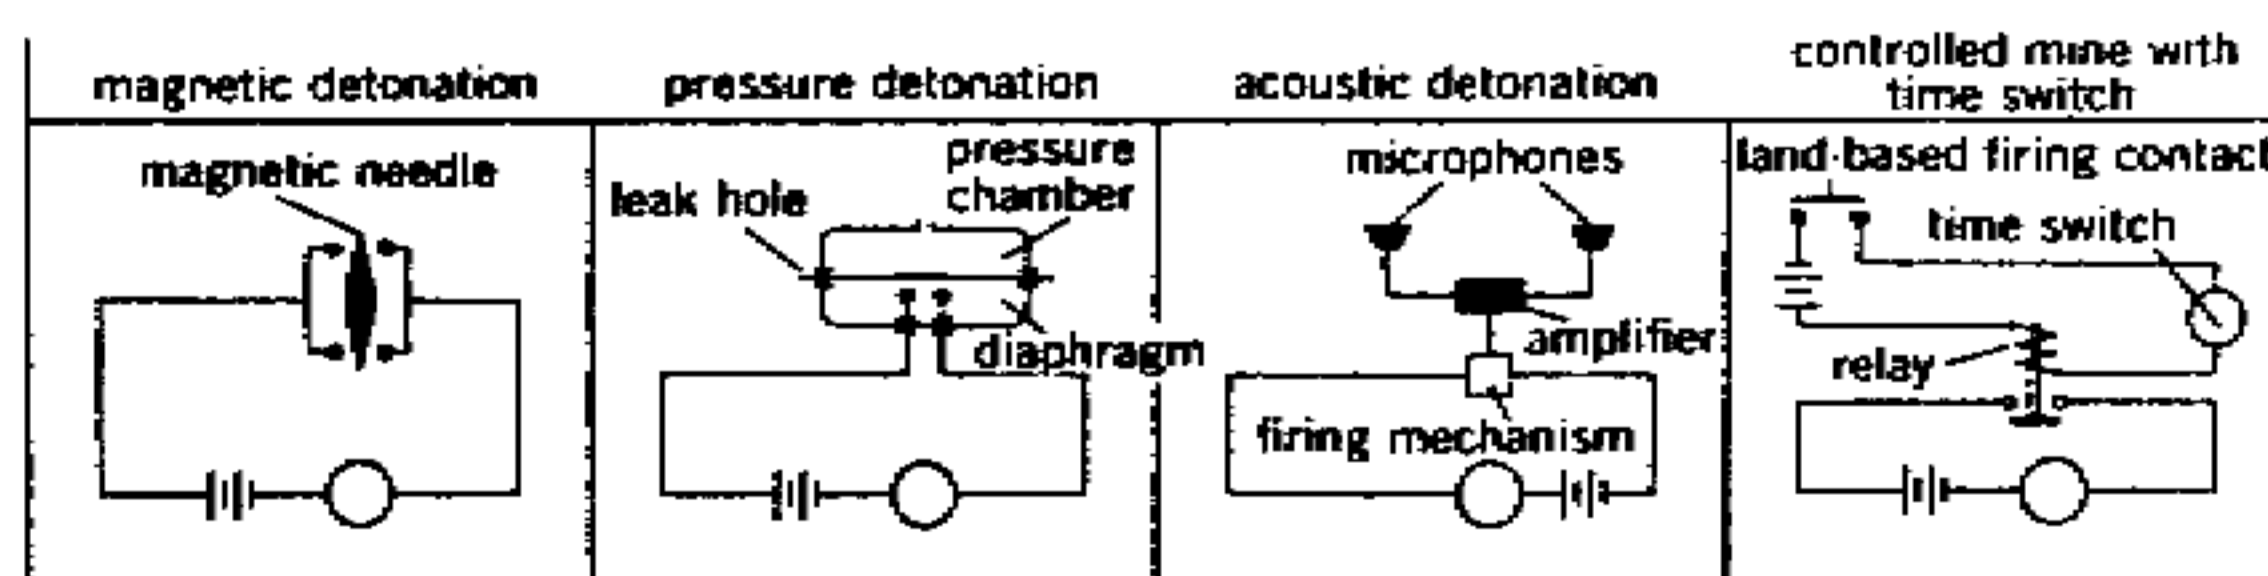 magnetic detonation
pressure detonation
acoustic detonation
controlled mine with
time switch
magnetic needle
leak hole
pressure
chamber
diaphragm
microphones
amplifier
firing mechanism
land-based firing contact
time switch
relay